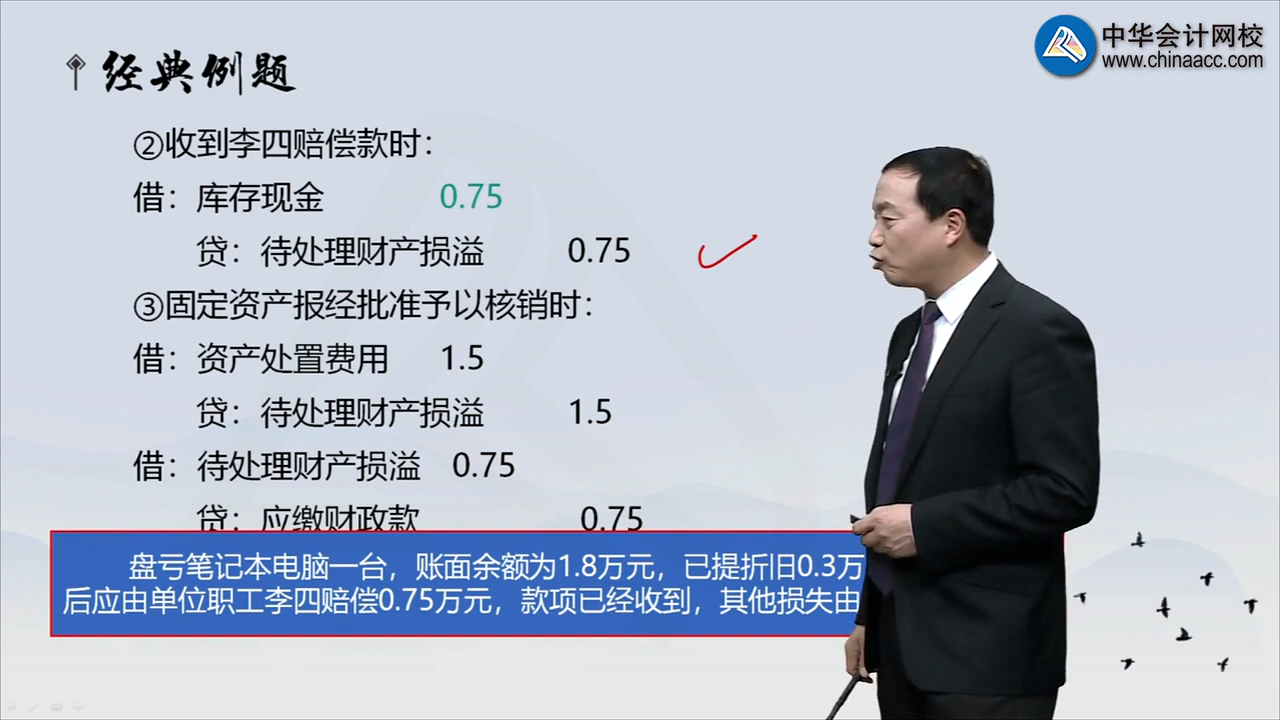 中华会计网校
www.chinaacc.com
经典例题
②收到李四赔偿款时：
借：库存现金 0.75
贷：待处理财产损溢 0.75
③固定资产报经批准予以核销时：
借：资产处置费用 1.5
贷：待处理财产损溢 1.5
借：待处理财产损溢 0.75
贷：应缴财政款 0.75
盘亏笔记本电脑一台，账面余额为1.8万元，已提折旧0.3万
后应由单位职工李四赔偿0.75万元，款项已经收到，其他损失由